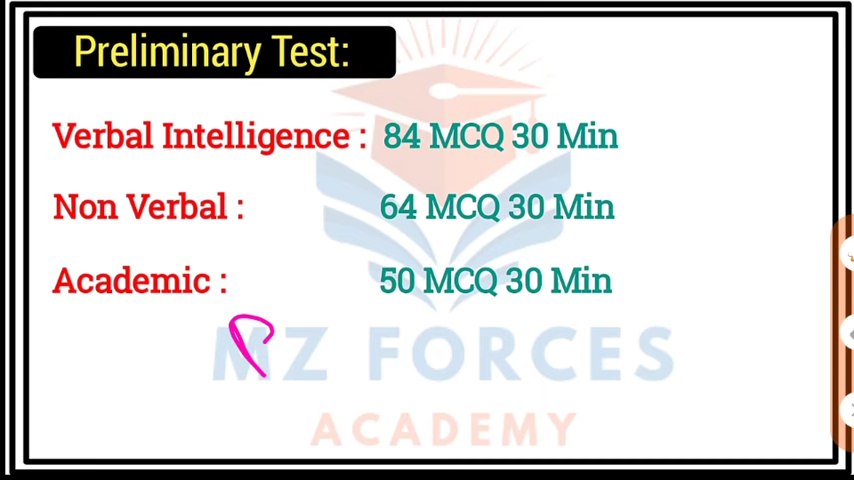 Preliminary Test:
Verbal Intelligence : 84 MCQ 30 Min
Non Verbal : 64 MCQ 30 Min
Academic : 50 MCQ 30 Min
MZ FORCES
ACADEMY